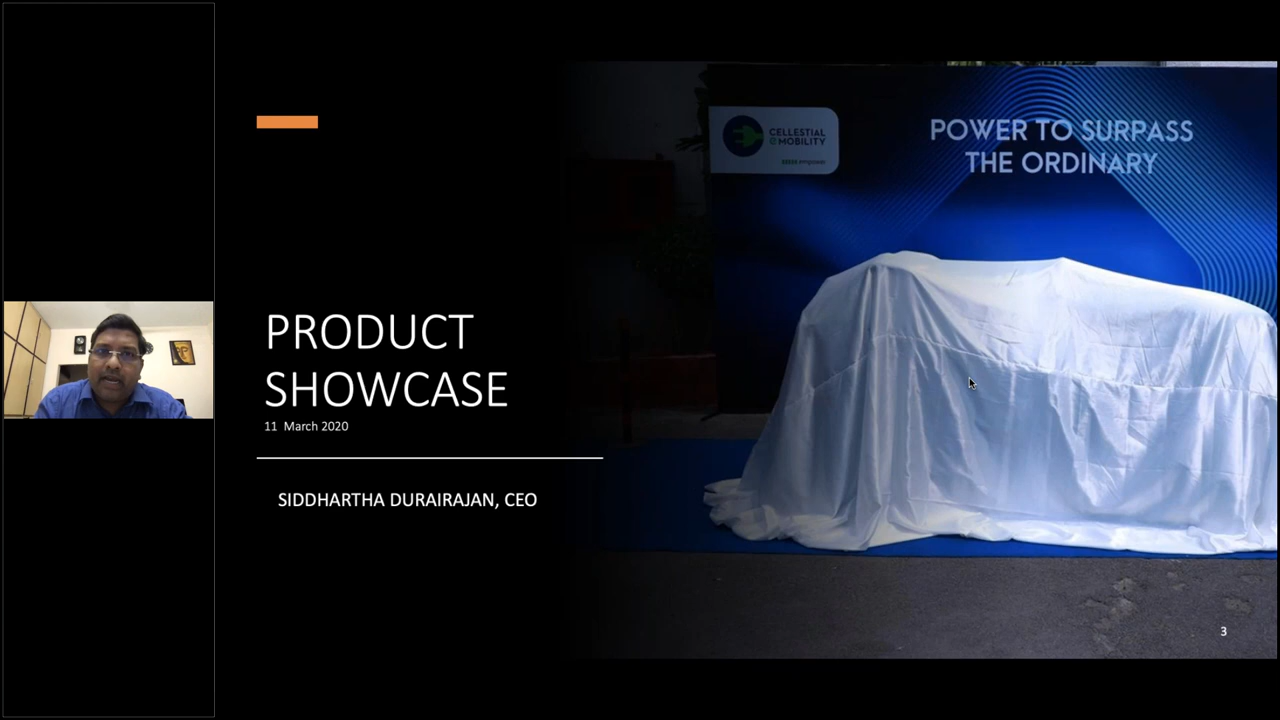 PRODUCT
SHOWCASE
11 March 2020
SIDDHARTHA DURAIRAJAN, CEO
CELLESTIAL
MOBILITY
POWER TO SURPASS
THE ORDINARY
3